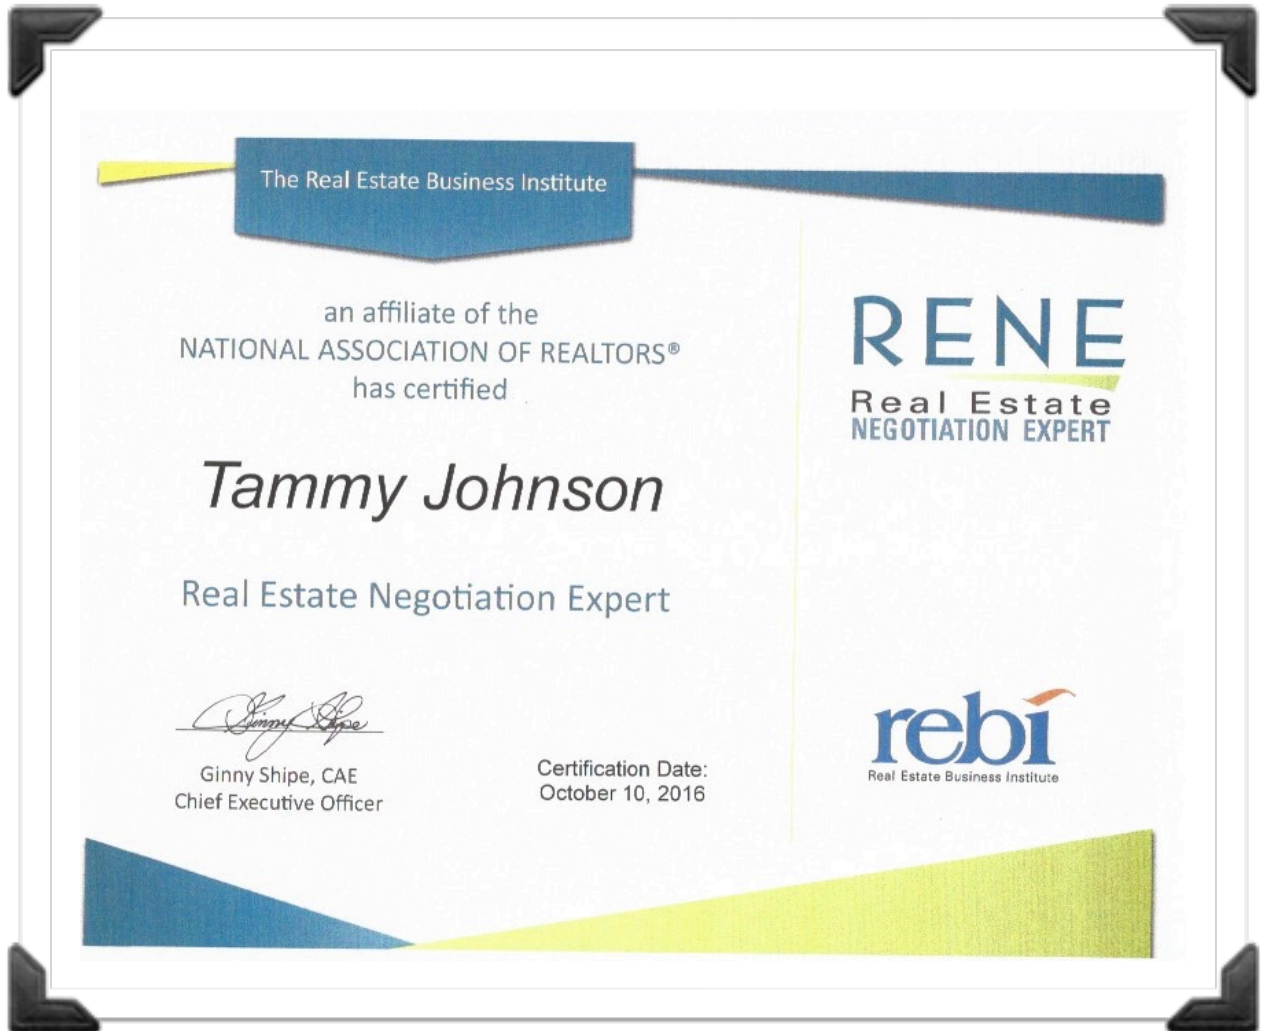 The Real Estate Business Institute
an affiliate of the
NATIONAL ASSOCIATION OF REALTORS®
has certified
Tammy Johnson
Real Estate Negotiation Expert
Ginny Shipe
Ginny Shipe, CAE
Chief Executive Officer
Certification Date:
October 10, 2016
RENE
Real Estate
NEGOTIATION EXPERT
rebi
Real Estate Business Institute